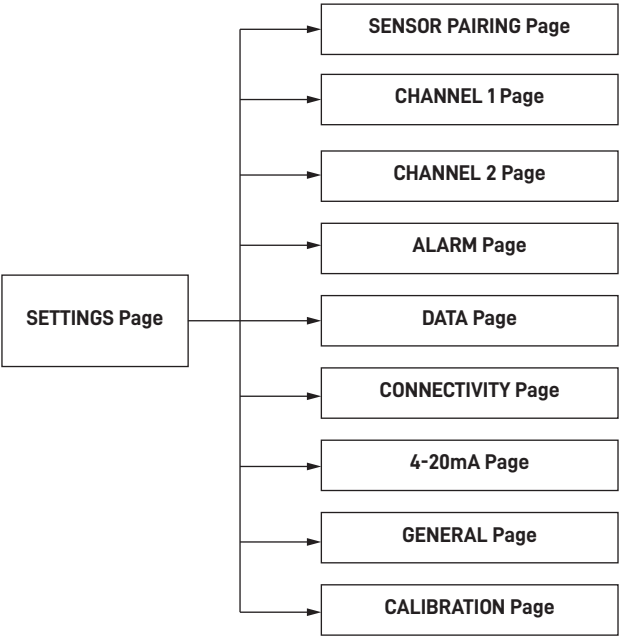 SENSOR PAIRING Page
CHANNEL 1 Page
CHANNEL 2 Page
ALARM Page
SETTINGS Page
DATA Page
CONNECTIVITY Page
4-20mA Page
GENERAL Page
CALIBRATION Page